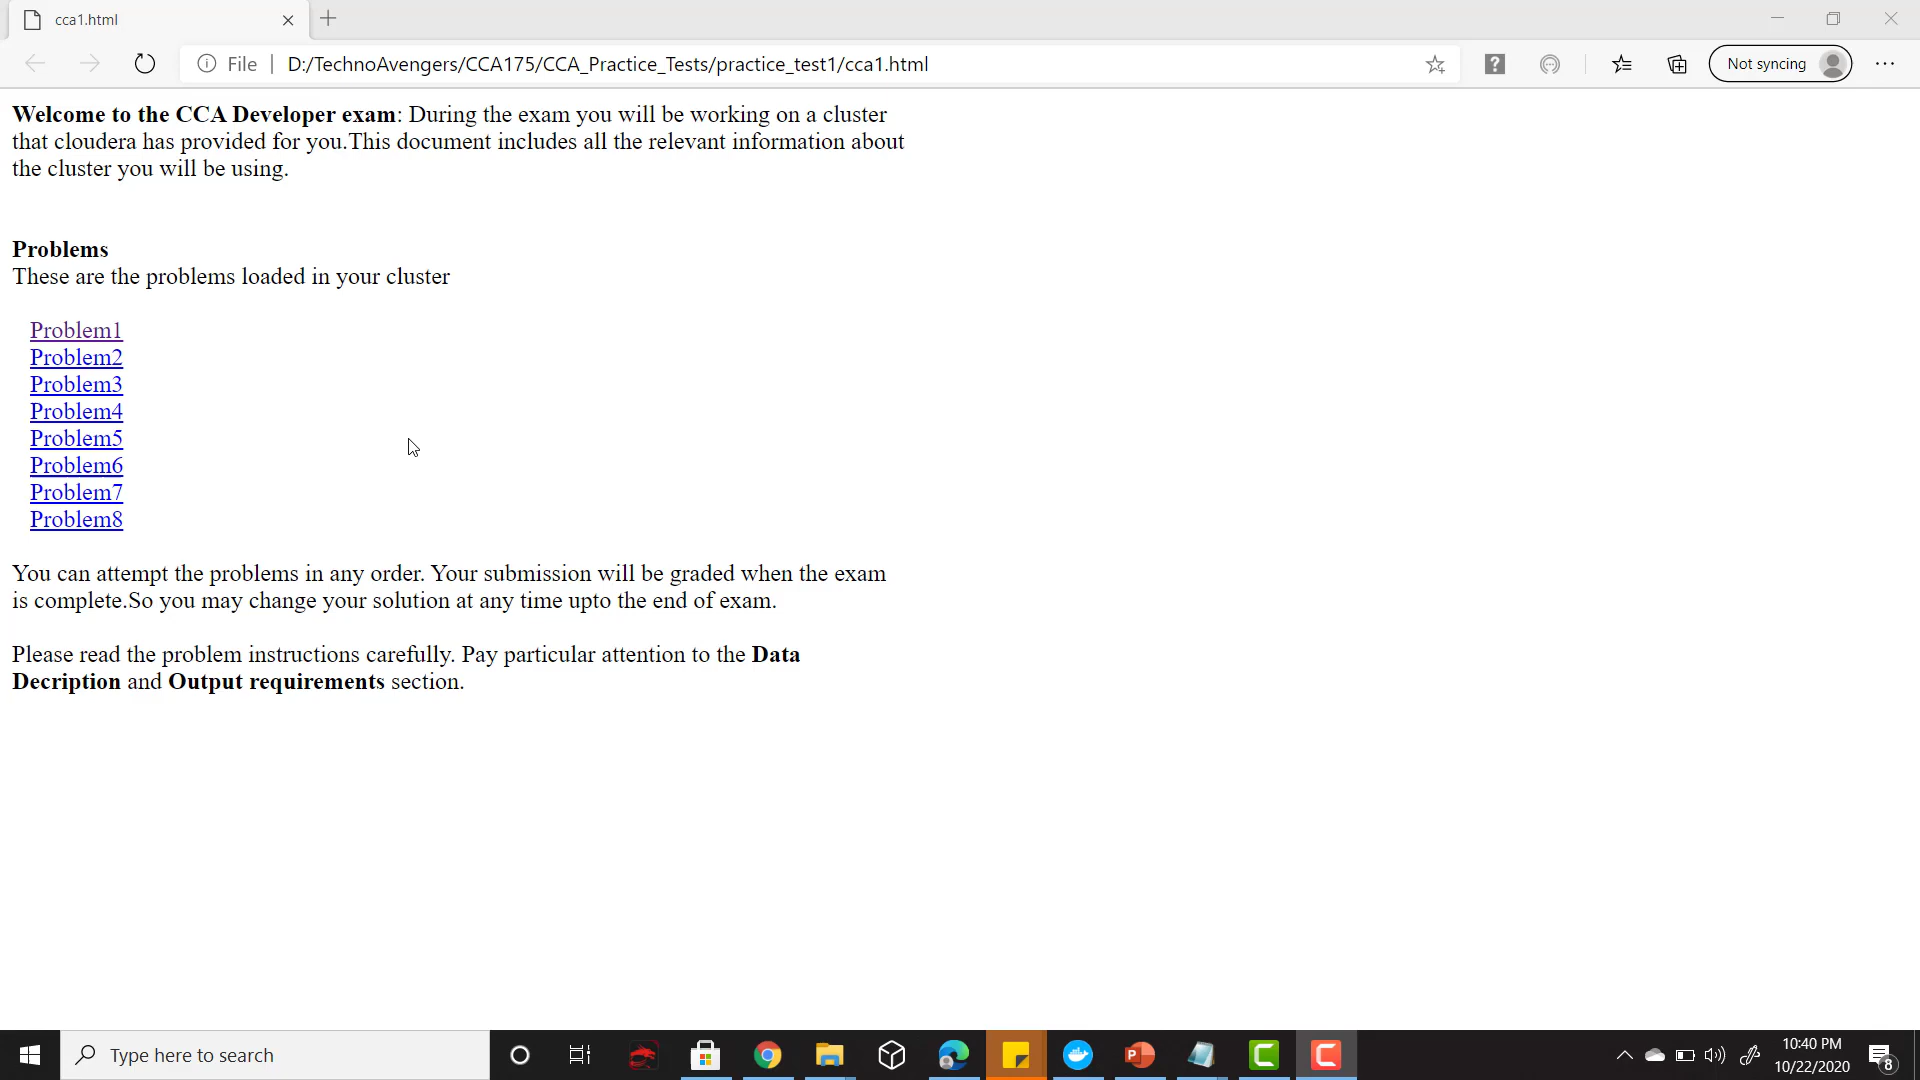 cca1.html
File | D:/TechnoAvengers/CCA175/CCA_Practice_Tests/practice_test1/cca1.html
Not syncing
Welcome to the CCA Developer exam: During the exam you will be working on a cluster
that cloudera has provided for you.This document includes all the relevant information about
the cluster you will be using.
Problems
These are the problems loaded in your cluster
Problem1
Problem2
Problem3
Problem4
Problem5
Problem6
Problem7
Problem8
You can attempt the problems in any order. Your submission will be graded when the exam
is complete.So you may change your solution at any time upto the end of exam.
Please read the problem instructions carefully. Pay particular attention to the Data
Decription and Output requirements section.
Type here to search
10:40 PM
10/22/2020
8